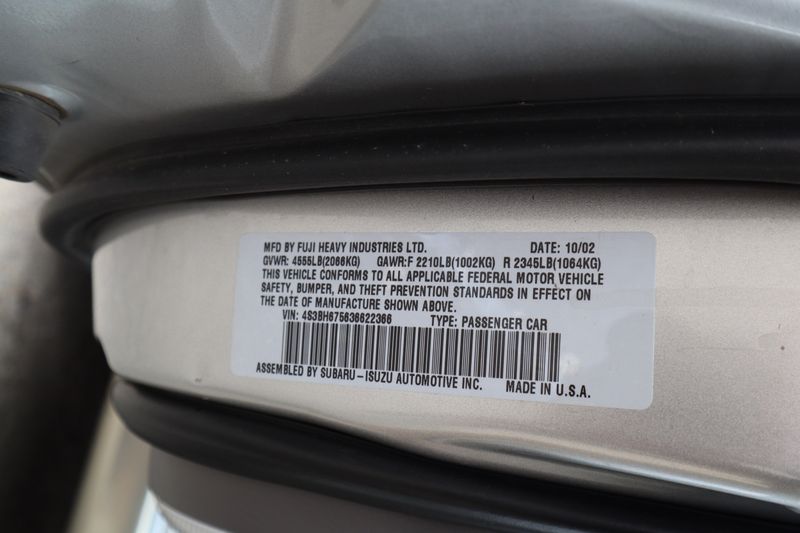 MFD BY FUJI HEAVY INDUSTRIES LTD. DATE: 10/02
GVWR: 4555LB(2066KG) GAWR:F 2210LB(1002KG) R 2345LB(1064KG)
THIS VEHICLE CONFORMS TO ALL APPLICABLE FEDERAL MOTOR VEHICLE
SAFETY, BUMPER, AND THEFT PREVENTION STANDARDS IN EFFECT ON
THE DATE OF MANUFACTURE SHOWN ABOVE.
VIN: 4S3BH675636622366 TYPE: PASSENGER CAR
ASSEMBLED BY SUBARU-ISUZU AUTOMOTIVE INC. MADE IN U.S.A.